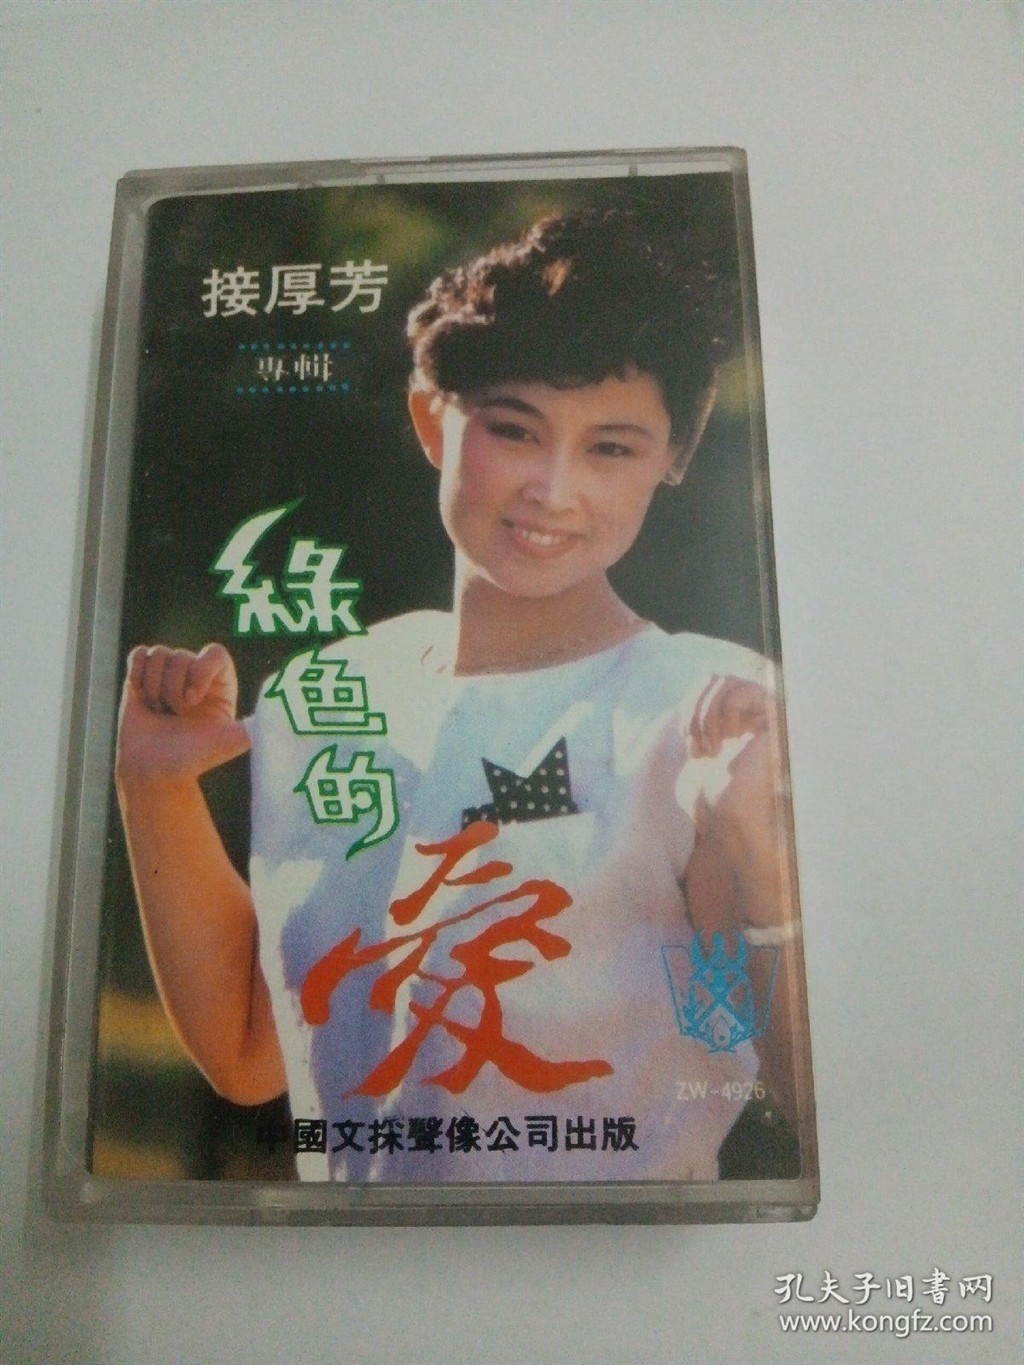 接厚芳
專輯
綠色的
愛
ZW-4926
中國文採聲像公司出版
孔夫子旧书网
www.kongfz.com